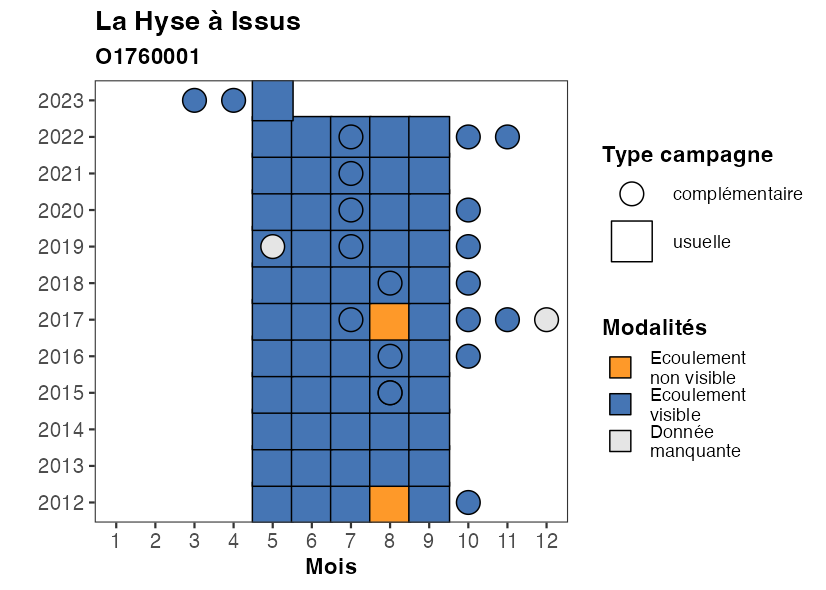 La Hyse à Issus
O1760001
2023
2022
2021
2020
2019
2018
2017
2016
2015
2014
2013
2012
1 2 3 4 5 6 7 8 9 10 11 12
Mois
Type campagne
complémentaire
usuelle
Modalités
Ecoulement
non visible
Ecoulement
visible
Donnée
manquante